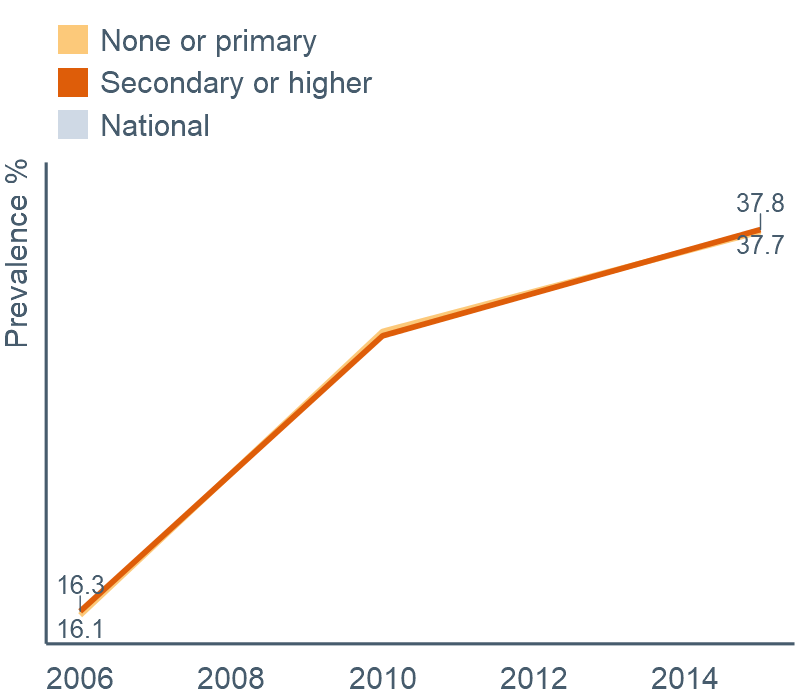 None or primary
Secondary or higher
National
Prevalence %
37.8
37.7
16.3
16.1
2006 2008 2010 2012 2014